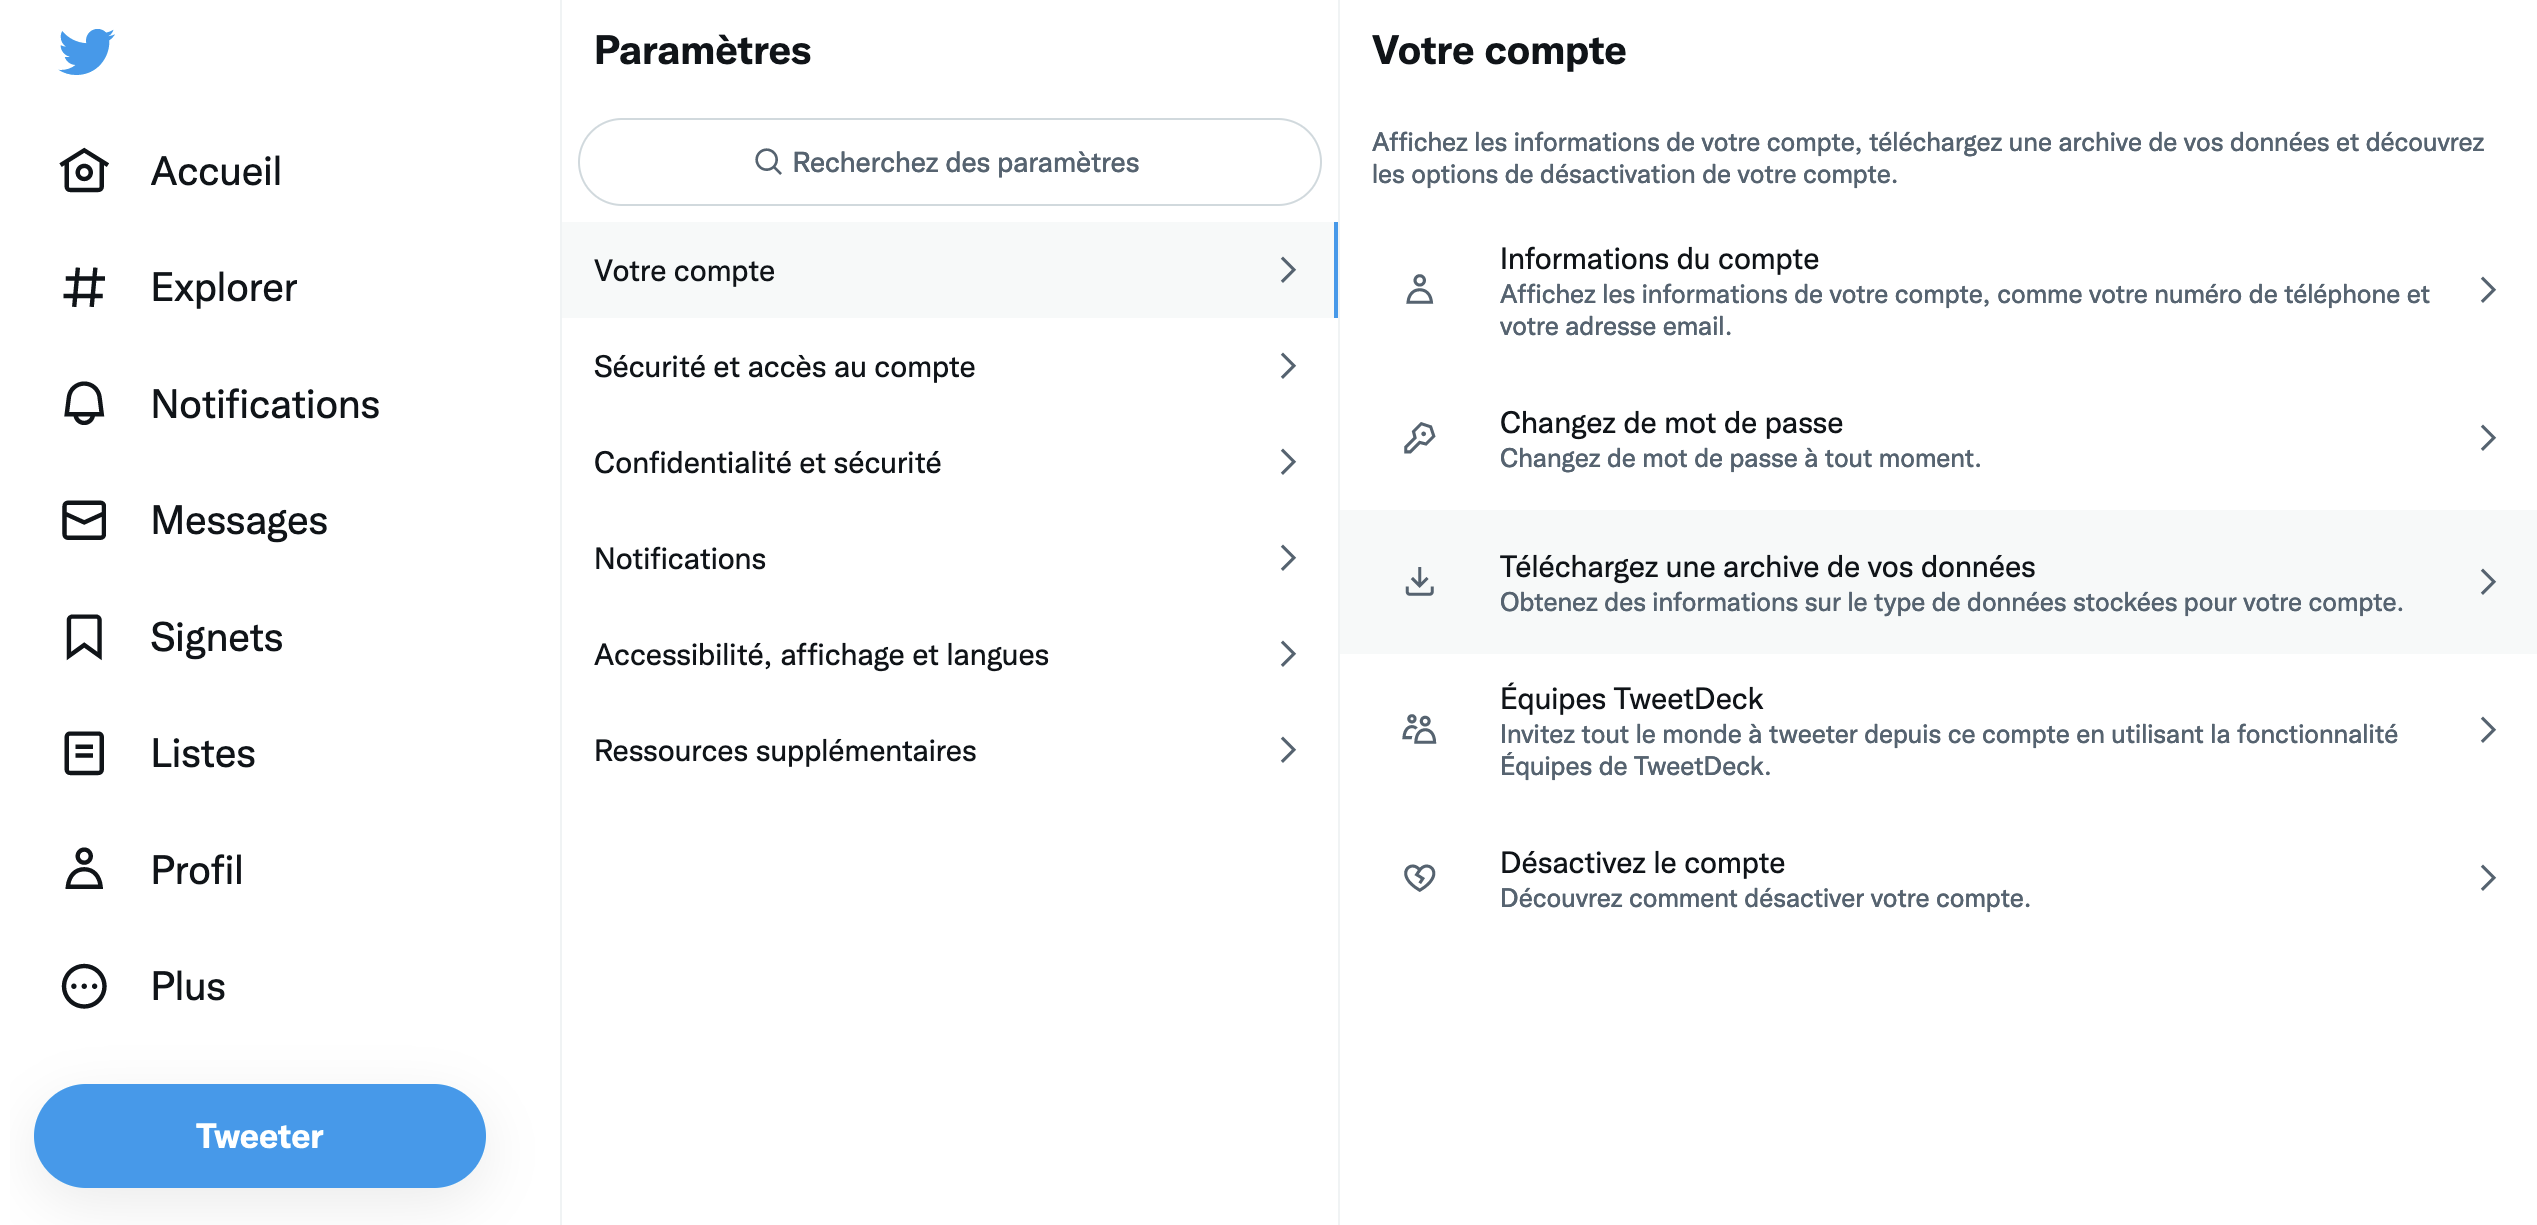 Accueil
Explorer
Notifications
Messages
Signets
Listes
Profil
Plus
Tweeter
Paramètres
Recherchez des paramètres
Votre compte
Sécurité et accès au compte
Confidentialité et sécurité
Notifications
Accessibilité, affichage et langues
Ressources supplémentaires
Votre compte
Affichez les informations de votre compte, téléchargez une archive de vos données et découvrez
les options de désactivation de votre compte.
Informations du compte
Affichez les informations de votre compte, comme votre numéro de téléphone et
votre adresse email.
Changez de mot de passe
Changez de mot de passe à tout moment.
Téléchargez une archive de vos données
Obtenez des informations sur le type de données stockées pour votre compte.
Équipes TweetDeck
Invitez tout le monde à tweeter depuis ce compte en utilisant la fonctionnalité
Équipes de TweetDeck.
Désactivez le compte
Découvrez comment désactiver votre compte.